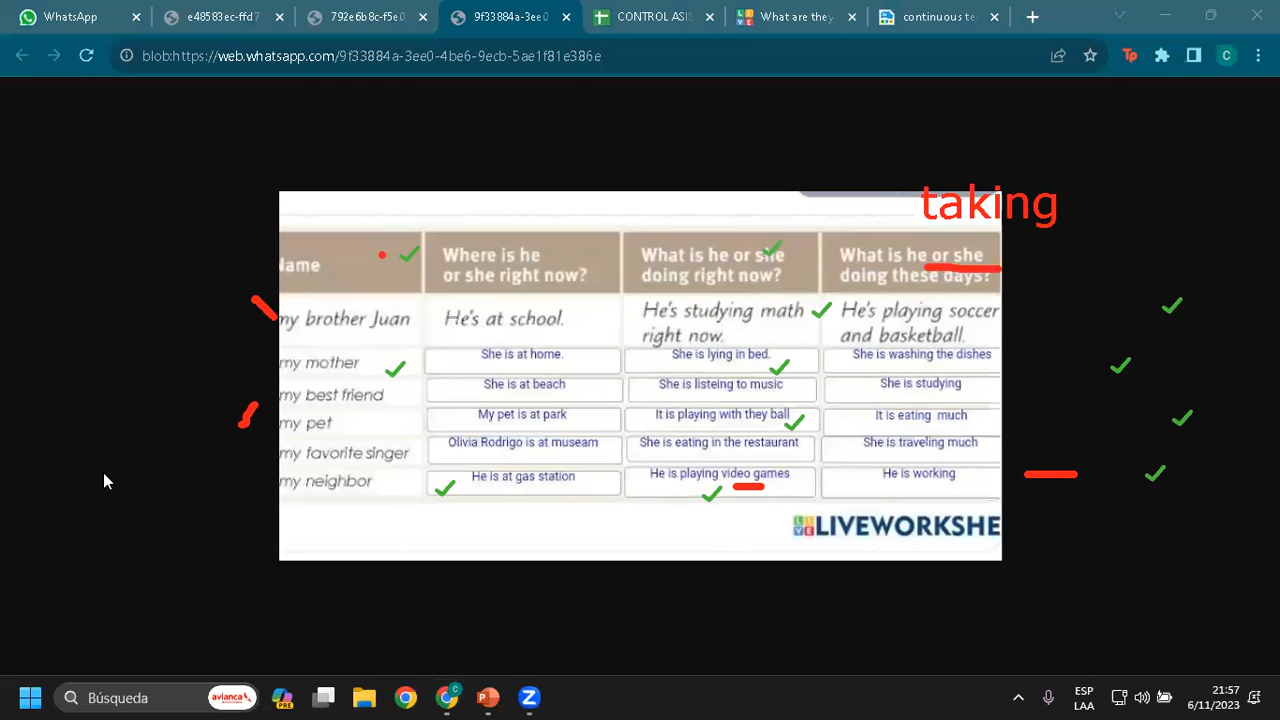 WhatsApp
e48583ec-ffd7
792e6b8c-f5e0
9f33884a-3ee0
CONTROL ASI
What are they
continuous te
blob:https://web.whatsapp.com/9f33884a-3ee0-4be6-9ecb-5ae1f81e386e
Tp
C
taking
Name
Where is he
or she right now?
What is he or she
doing right now?
What is he or she
doing these days?
my brother Juan
He's at school.
He's studying math
right now.
He's playing soccer
and basketball.
my mother
She is at home.
She is lying in bed.
She is washing the dishes
my best friend
She is at beach
She is listeing to music
She is studying
my pet
My pet is at park
It is playing with they ball
It is eating much
my favorite singer
Olivia Rodrigo is at museam
She is eating in the restaurant
She is traveling much
my neighbor
He is at gas station
He is playing video games
He is working
LIVE
LIVEWORKSHE
Búsqueda
avianca
PRE
C
ESP
LAA
21:57
6/11/2023